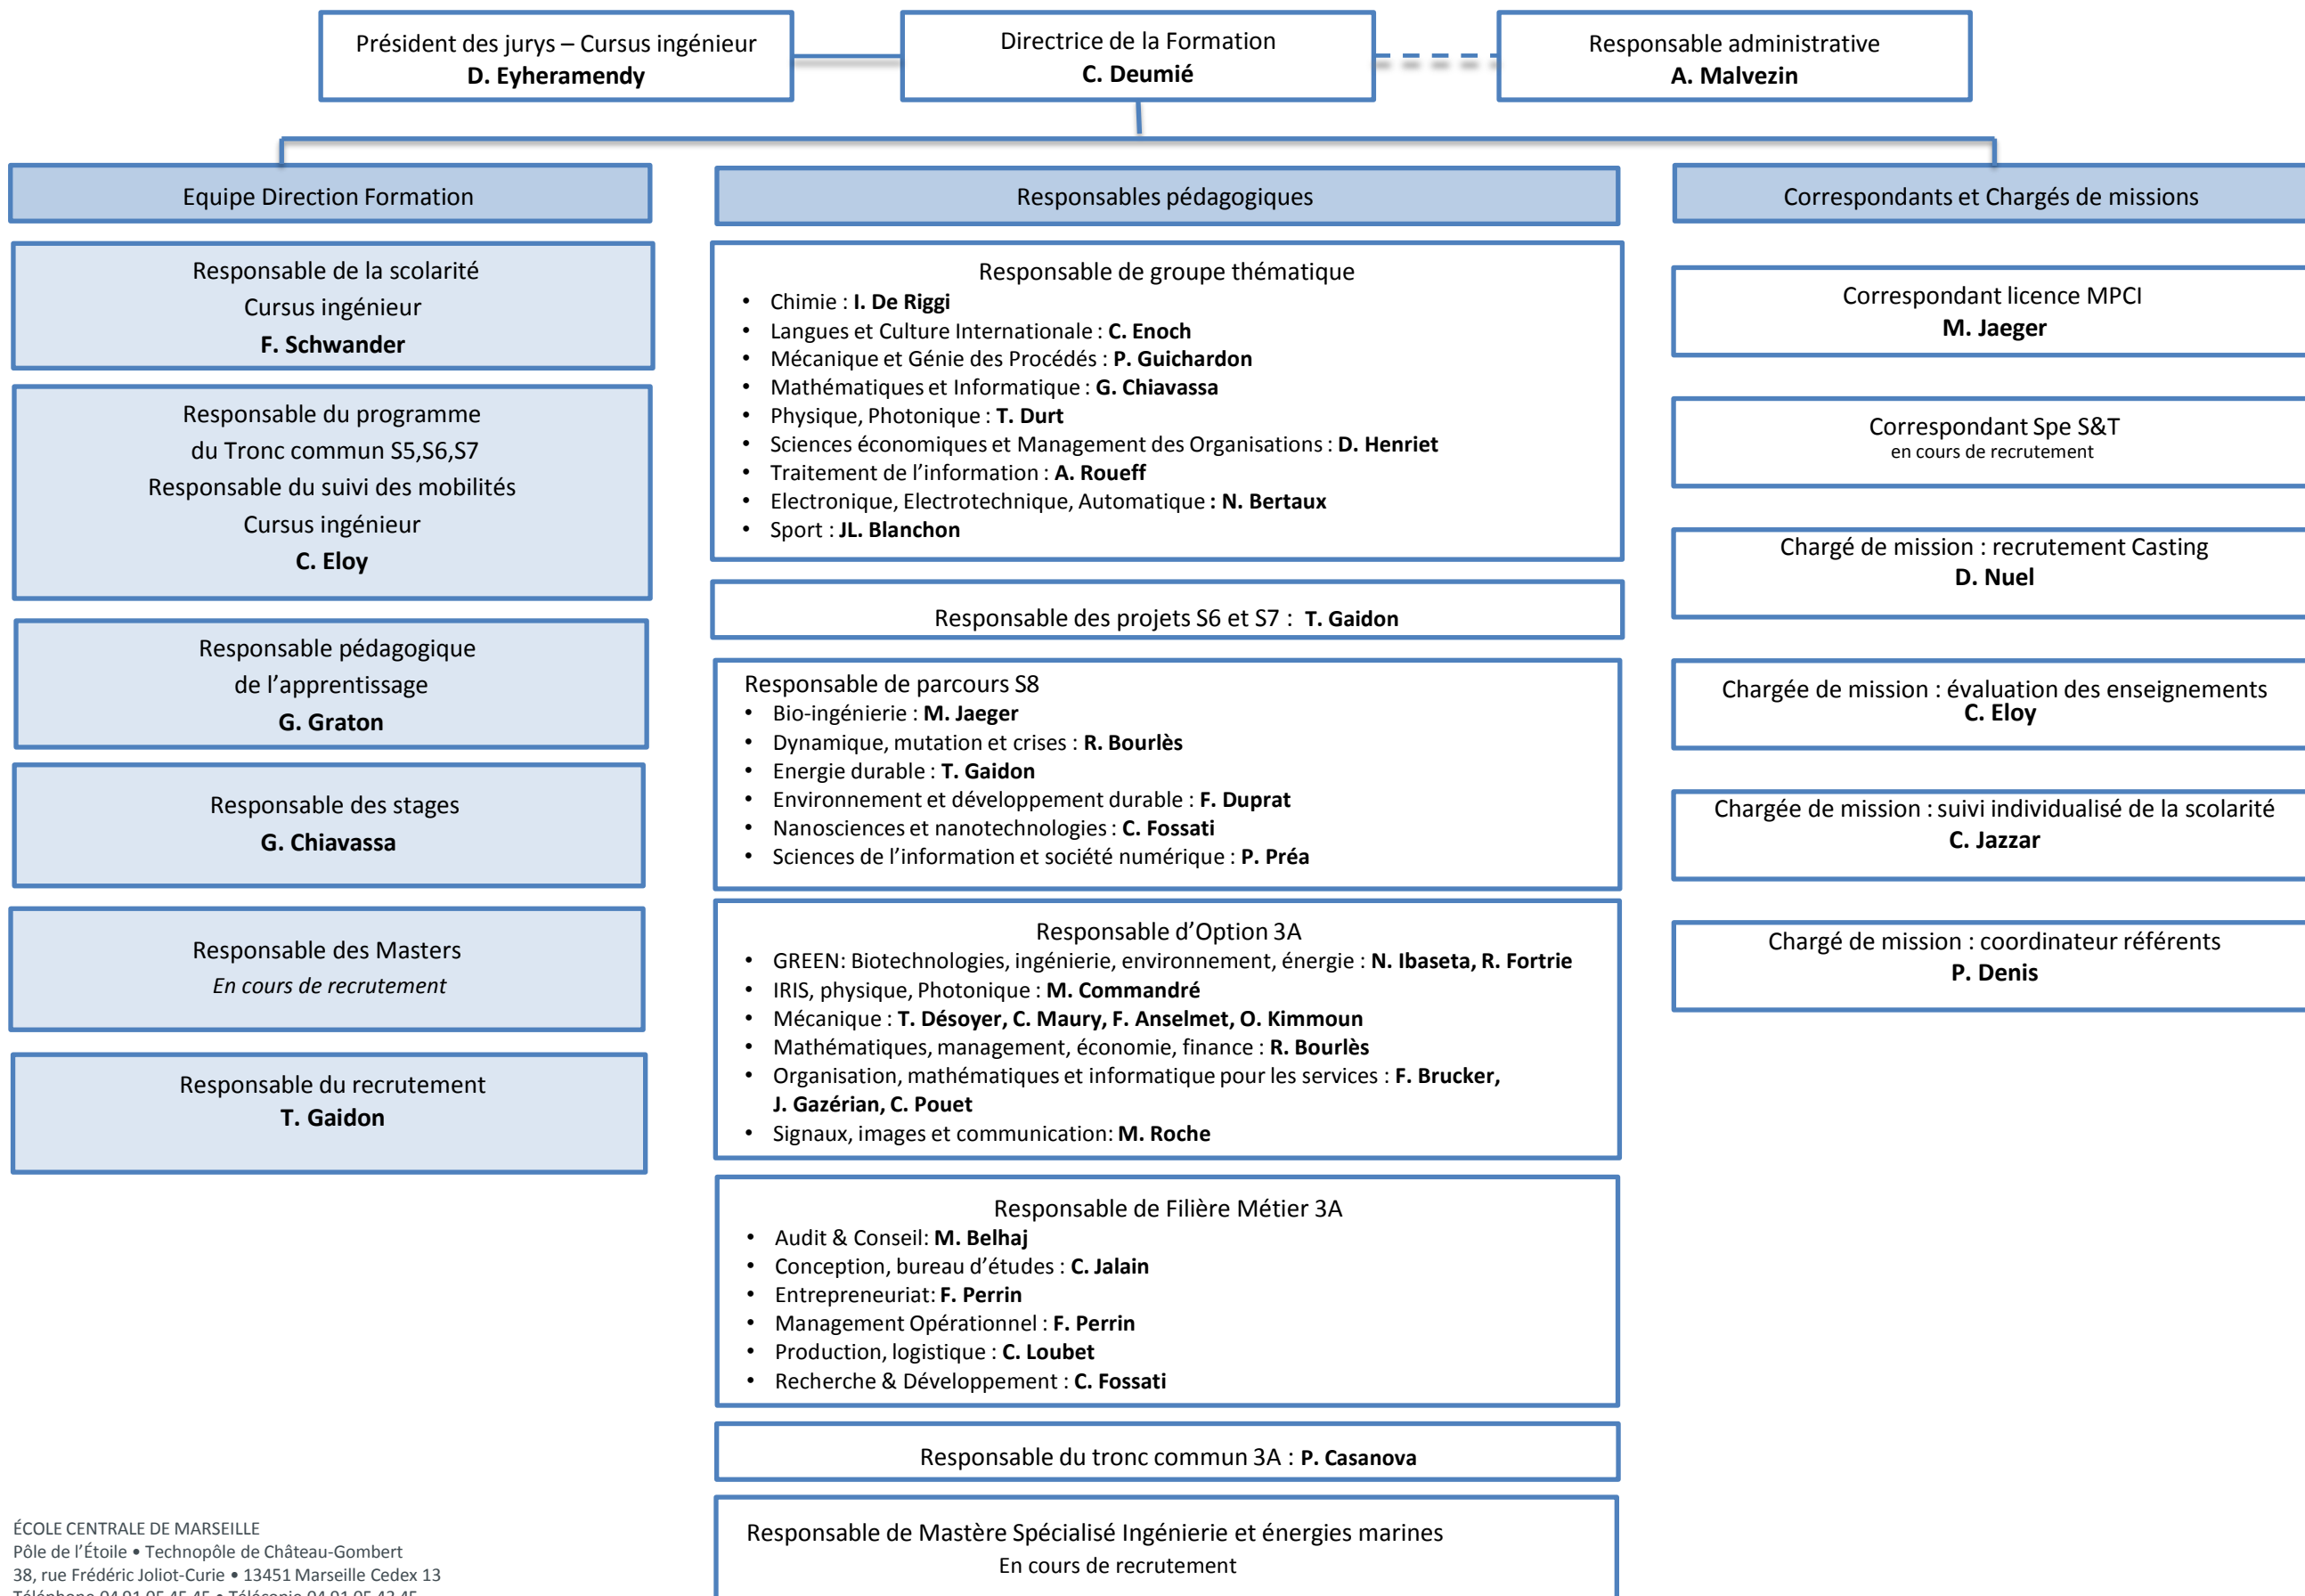 Président des jurys – Cursus ingénieur
D. Eyheramendy
Directrice de la Formation
C. Deumié
Responsable administrative
A. Malvezin
Equipe Direction Formation
Responsable de la scolarité
Cursus ingénieur
F. Schwander
Responsable du programme
du Tronc commun S5,S6,S7
Responsable du suivi des mobilités
Cursus ingénieur
C. Eloy
Responsable pédagogique
de l’apprentissage
G. Graton
Responsable des stages
G. Chiavassa
Responsable des Masters
En cours de recrutement
Responsable du recrutement
T. Gaidon
Responsables pédagogiques
Responsable de groupe thématique
• Chimie : I. De Riggi
• Langues et Culture Internationale : C. Enoch
• Mécanique et Génie des Procédés : P. Guichardon
• Mathématiques et Informatique : G. Chiavassa
• Physique, Photonique : T. Durt
• Sciences économiques et Management des Organisations : D. Henriet
• Traitement de l’information : A. Roueff
• Electronique, Electrotechnique, Automatique : N. Bertaux
• Sport : JL. Blanchon
Responsable des projets S6 et S7 : T. Gaidon
Responsable de parcours S8
• Bio-ingénierie : M. Jaeger
• Dynamique, mutation et crises : R. Bourlès
• Energie durable : T. Gaidon
• Environnement et développement durable : F. Duprat
• Nanosciences et nanotechnologies : C. Fossati
• Sciences de l’information et société numérique : P. Préa
Responsable d’Option 3A
• GREEN: Biotechnologies, ingénierie, environnement, énergie : N. Ibaseta, R. Fortrie
• IRIS, physique, Photonique : M. Commandré
• Mécanique : T. Désoyer, C. Maury, F. Anselmet, O. Kimmoun
• Mathématiques, management, économie, finance : R. Bourlès
• Organisation, mathématiques et informatique pour les services : F. Brucker,
J. Gazérian, C. Pouet
• Signaux, images et communication: M. Roche
Responsable de Filière Métier 3A
• Audit & Conseil: M. Belhaj
• Conception, bureau d’études : C. Jalain
• Entrepreneuriat: F. Perrin
• Management Opérationnel : F. Perrin
• Production, logistique : C. Loubet
• Recherche & Développement : C. Fossati
Responsable du tronc commun 3A : P. Casanova
Responsable de Mastère Spécialisé Ingénierie et énergies marines
En cours de recrutement
Correspondants et Chargés de missions
Correspondant licence MPCI
M. Jaeger
Correspondant Spe S&T
en cours de recrutement
Chargé de mission : recrutement Casting
D. Nuel
Chargée de mission : évaluation des enseignements
C. Eloy
Chargée de mission : suivi individualisé de la scolarité
C. Jazzar
Chargé de mission : coordinateur référents
P. Denis
ÉCOLE CENTRALE DE MARSEILLE
Pôle de l’Étoile • Technopôle de Château-Gombert
38, rue Frédéric Joliot-Curie • 13451 Marseille Cedex 13